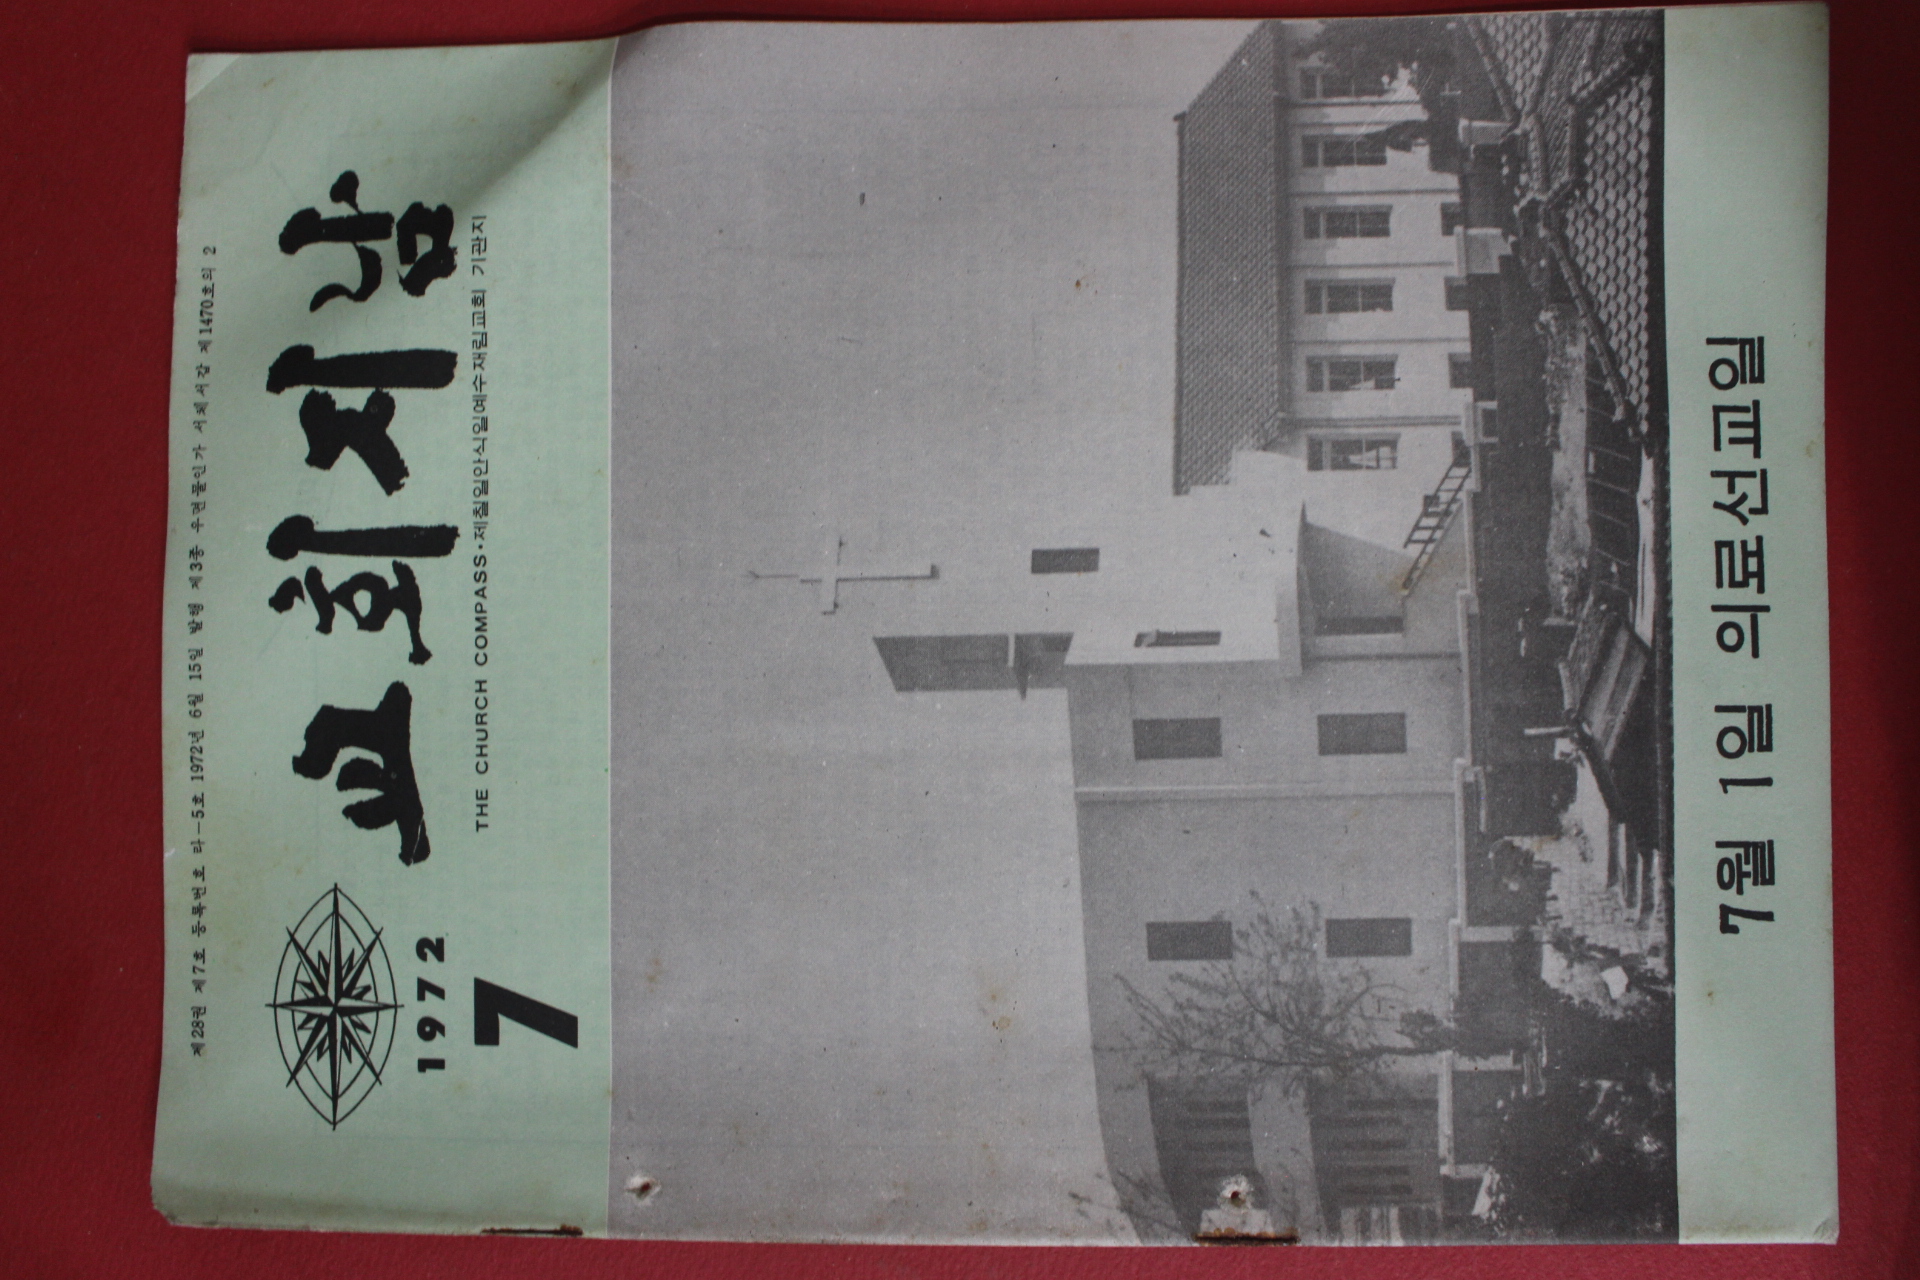 제28권 제7호 등록번호 라-5호 1972년 6월 15일 발행 제3종 우편물인가 서체서감 제1470호의 2
교회지남
1972
7
THE CHURCH COMPASS·제칠일안식일예수재림교회 기관지
7월 1일 의료선교일